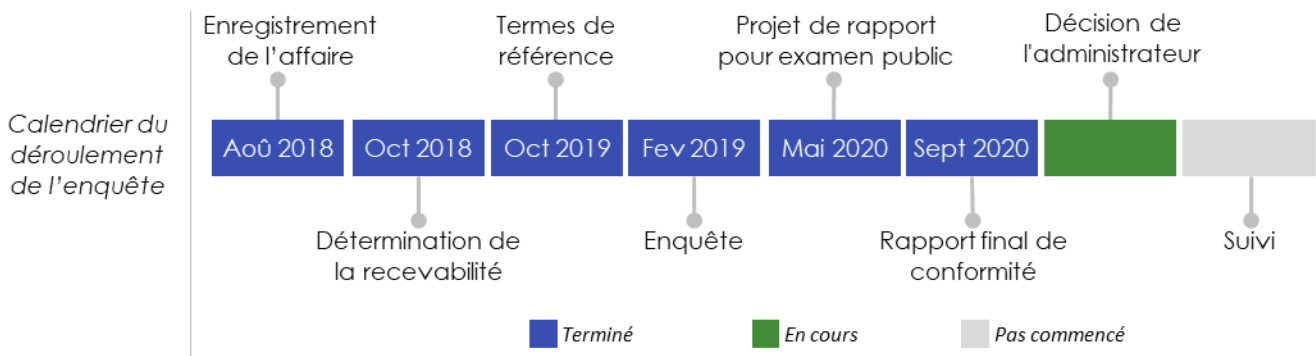 Enregistrement
de l'affaire
Termes de
référence
Projet de rapport
pour examen public
Décision de
l'administrateur
Calendrier du
déroulement
de l'enquête
Aoû 2018
Oct 2018
Oct 2019
Fev 2019
Mai 2020
Sept 2020
Détermination de
la recevabilité
Enquête
Rapport final de
conformité
Suivi
Terminé
En cours
Pas commencé